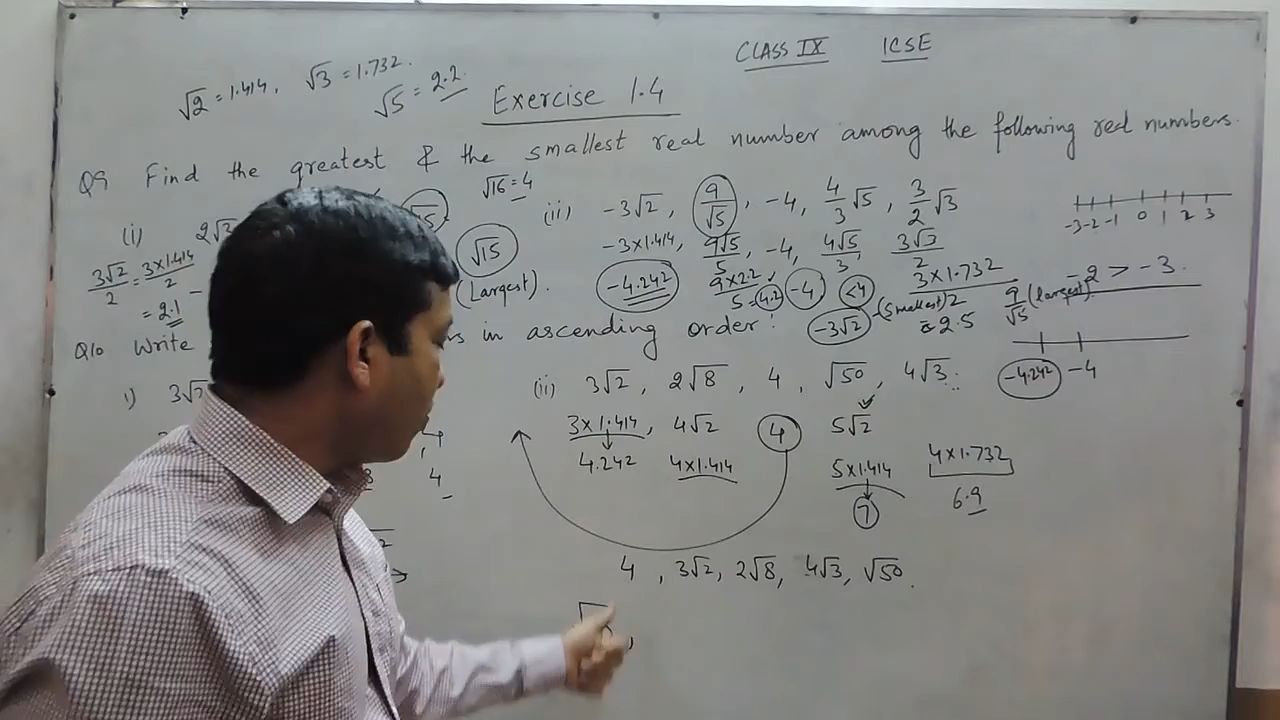 CLASS IX ICSE
√2 = 1.414, √3 = 1.732.
√5 = 2.2
Exercise 1.4
Q9 Find the greatest & the smallest real number among the following real numbers.
√16 = 4
(i) 2√2
√15
(Largest).
3√2/2 = 3×1.414/2
= 2.1
(ii) -3√2, 9/√5, -4, 4/3 √5, 3/2 √3
-3×1.414, 9√5/5, -4, 4√5/3, 3√3/2
-4.242 9×2.2/5 = 4.2 -4 <4 3×1.732/2
≈ 2.5
-3√2 (Smallest)
9/√5 (largest)
-3 -2 -1 0 1 2 3
-2 > -3.
-4.242 -4
Q10 Write in ascending order:
i) 3√2
4
(ii) 3√2, 2√8, 4, √50, 4√3.
3×1.414, 4√2 4 5√2
4.242 4×1.414 5×1.414 4×1.732
7 6.9
4, 3√2, 2√8, 4√3, √50.